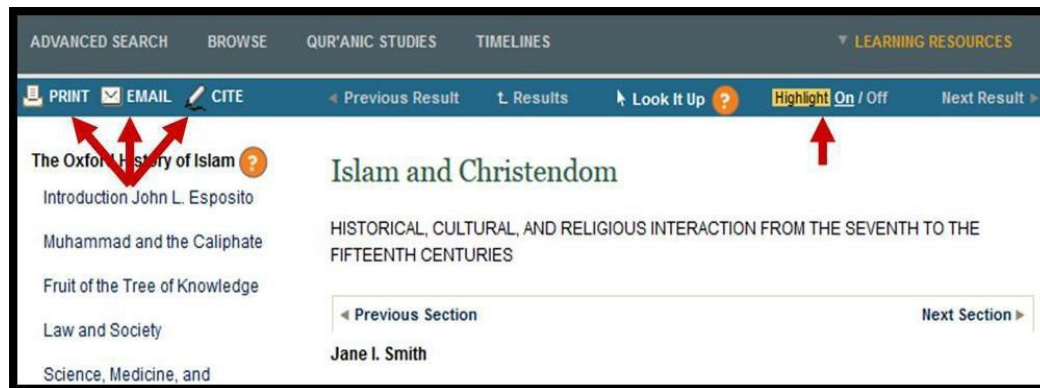 ADVANCED SEARCH BROWSE QUR'ANIC STUDIES TIMELINES LEARNING RESOURCES
PRINT EMAIL CITE Previous Result Results Look It Up ? Highlight On / Off Next Result
The Oxford History of Islam ?
Introduction John L. Esposito
Muhammad and the Caliphate
Fruit of the Tree of Knowledge
Law and Society
Science, Medicine, and
Islam and Christendom
HISTORICAL, CULTURAL, AND RELIGIOUS INTERACTION FROM THE SEVENTH TO THE
FIFTEENTH CENTURIES
Previous Section Next Section
Jane I. Smith